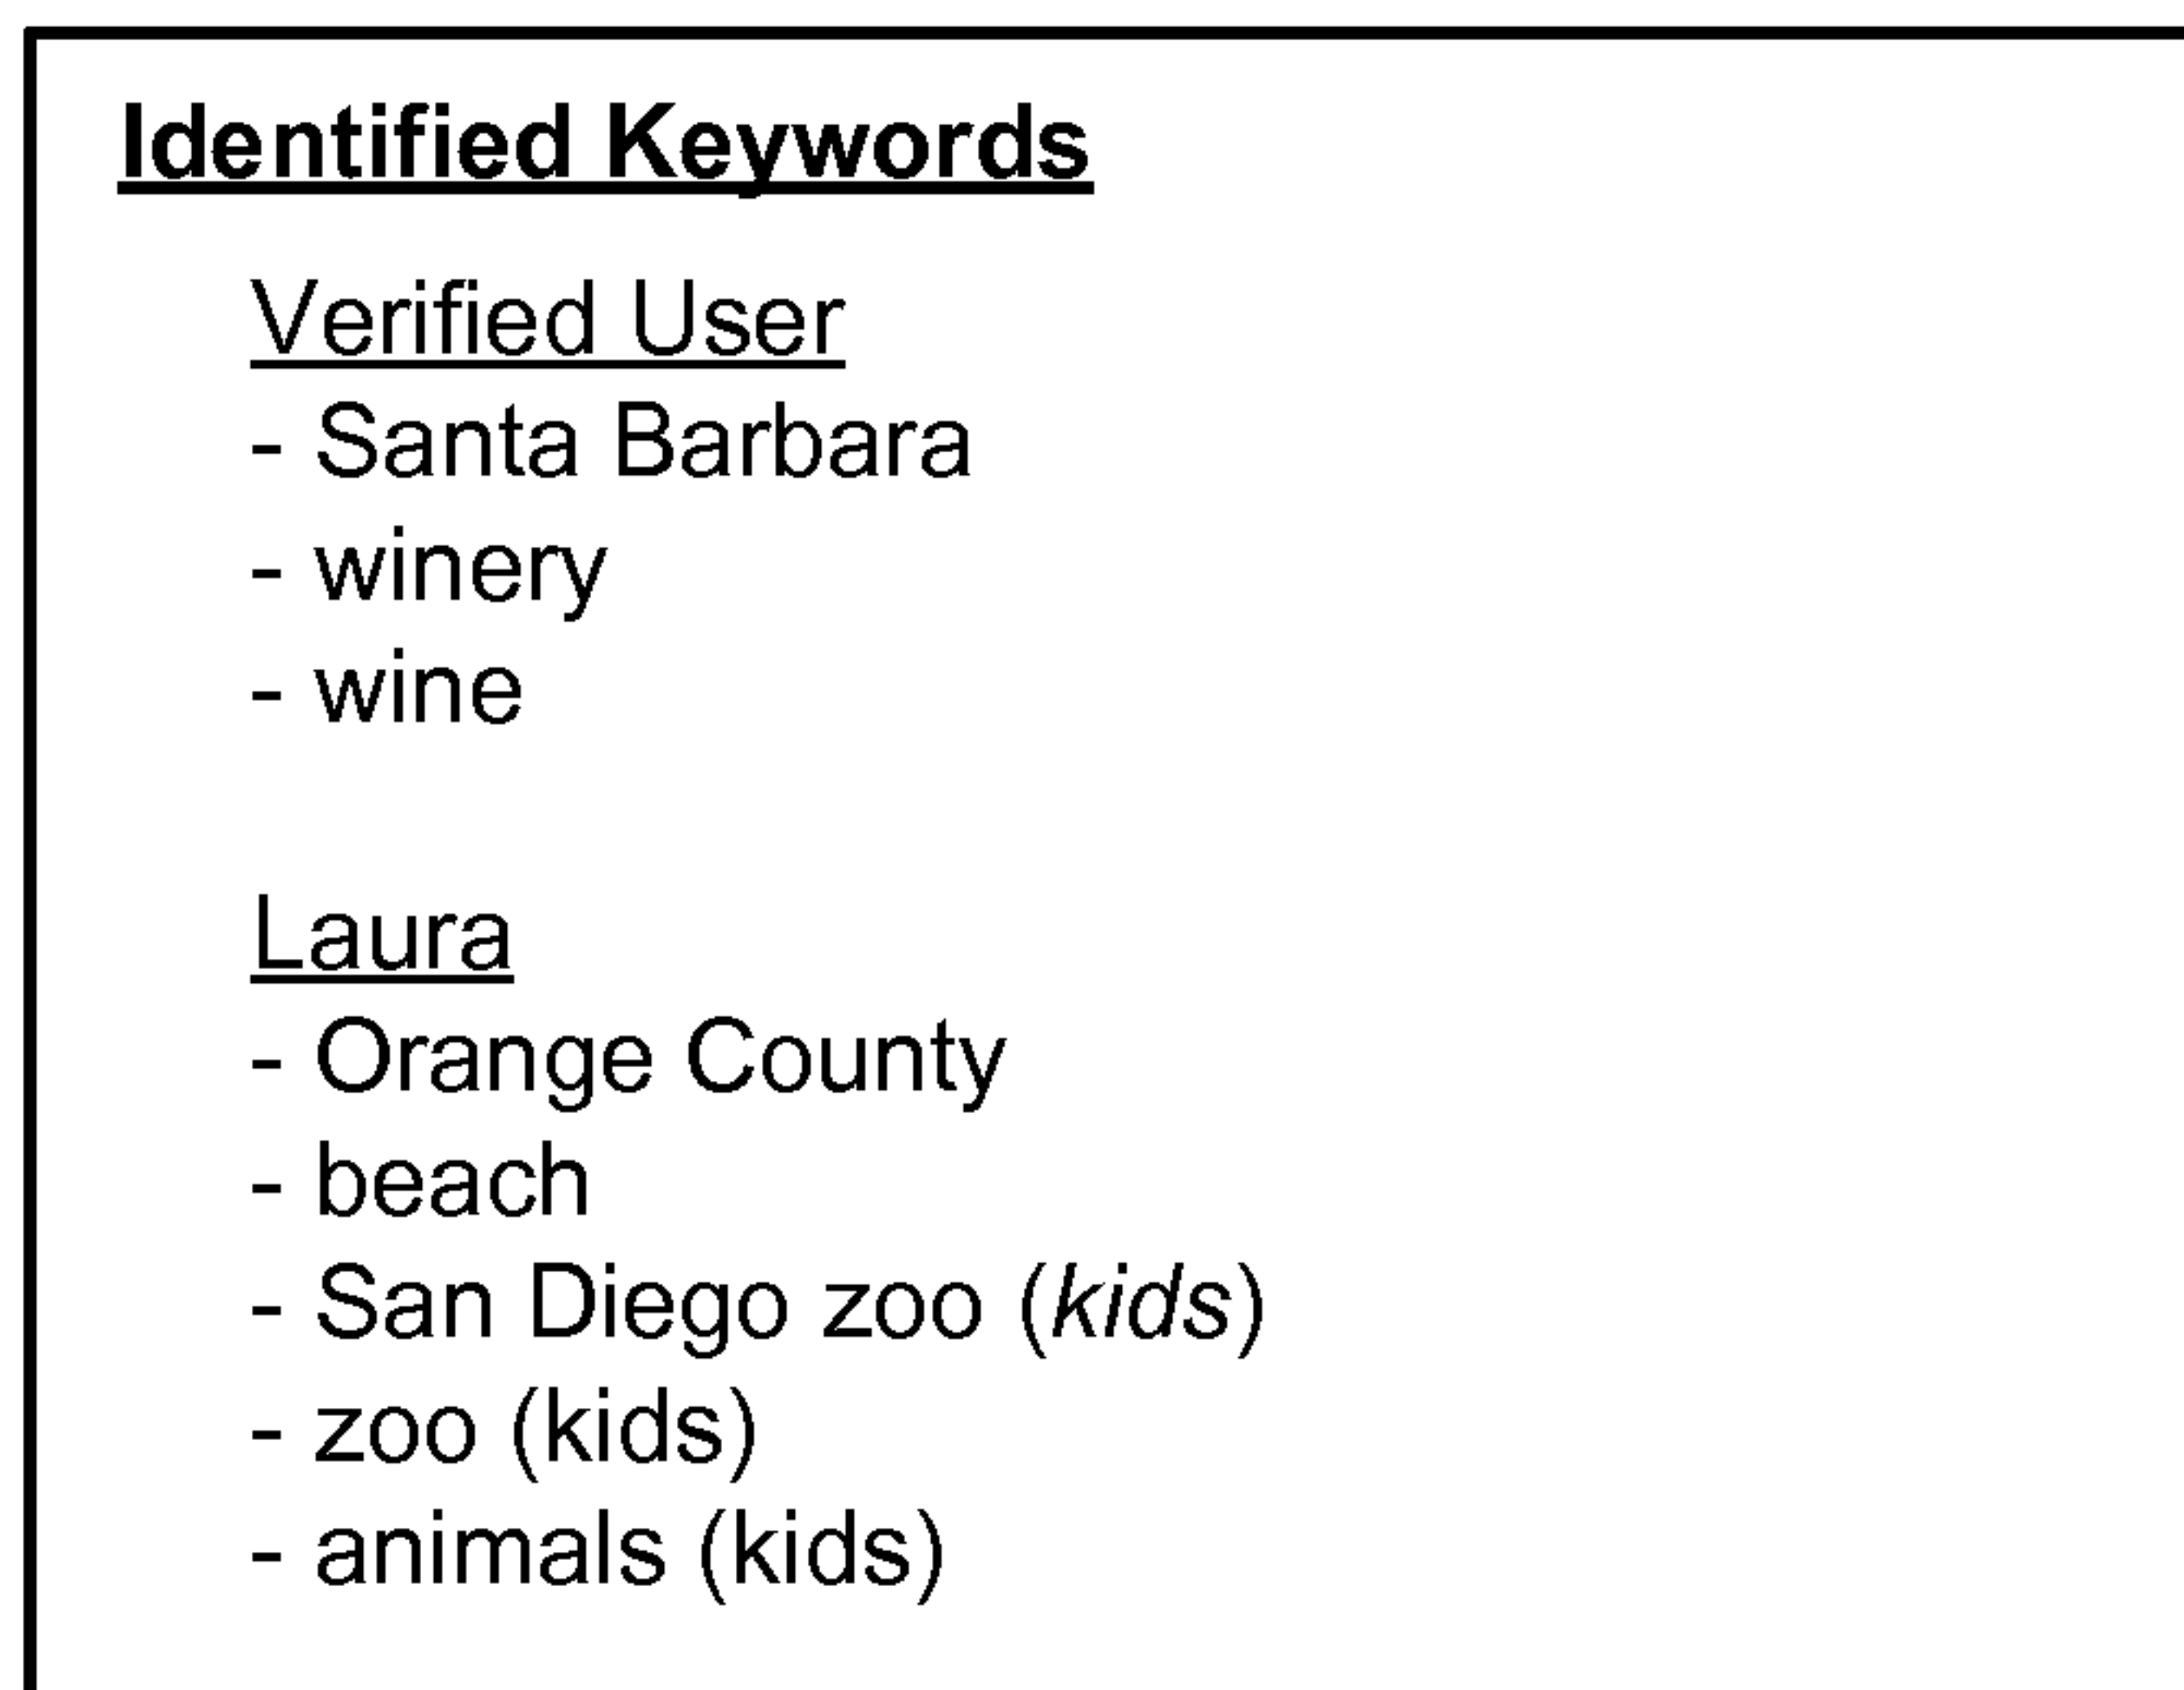 Identified Keywords
Verified User
- Santa Barbara
- winery
- wine
Laura
- Orange County
- beach
- San Diego zoo (kids)
- zoo (kids)
- animals (kids)